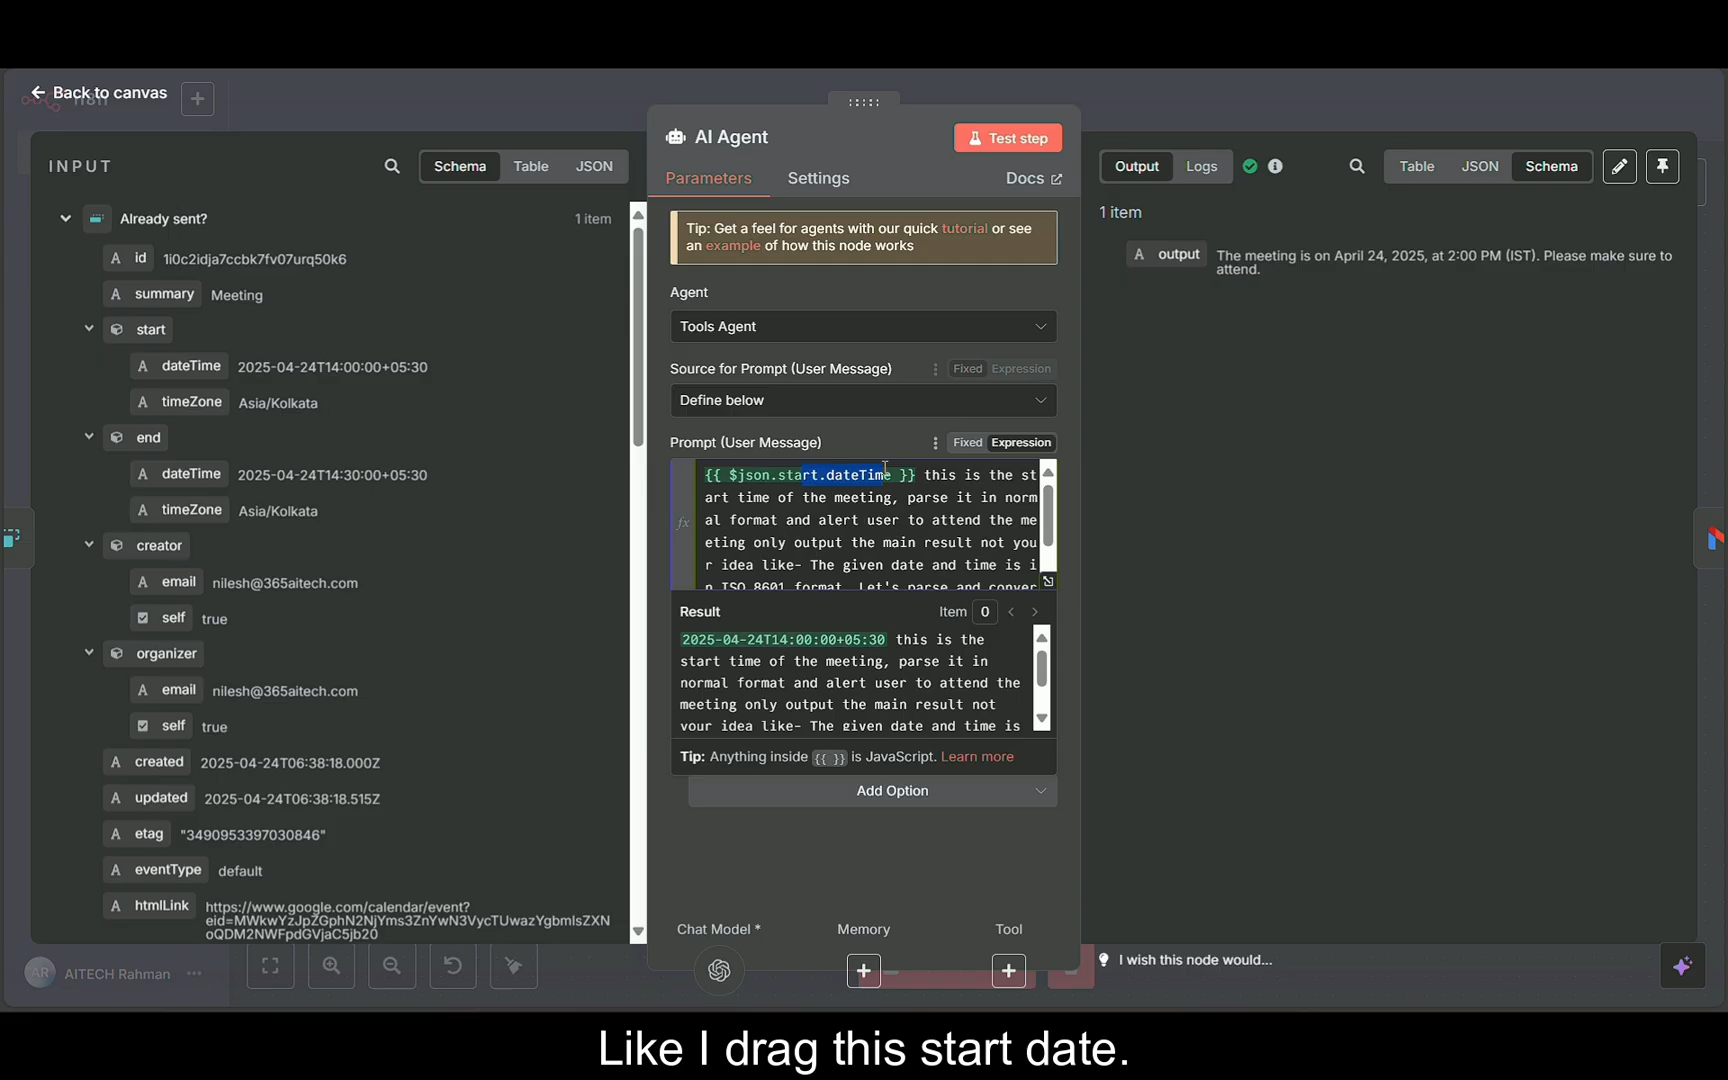 Back to canvas
n8n
INPUT
Schema
Table
JSON
Already sent?
1 item
A id 1i0c2idja7ccbk7fv07urq50k6
A summary Meeting
start
A dateTime 2025-04-24T14:00:00+05:30
A timeZone Asia/Kolkata
end
A dateTime 2025-04-24T14:30:00+05:30
A timeZone Asia/Kolkata
creator
A email nilesh@365aitech.com
self true
organizer
A email nilesh@365aitech.com
self true
A created 2025-04-24T06:38:18.000Z
A updated 2025-04-24T06:38:18.515Z
A etag "3490953397030846"
A eventType default
A htmlLink https://www.google.com/calendar/event?
eid=MWkwYzJpZGphN2NjYms3ZnYwN3VycTUwazYgbmlsZXN
oQDM2NWFpdGVjaC5jb20
AR AITECH Rahman
AI Agent
Test step
Parameters
Settings
Docs
Tip: Get a feel for agents with our quick tutorial or see
an example of how this node works
Agent
Tools Agent
Source for Prompt (User Message)
Fixed Expression
Define below
Prompt (User Message)
Fixed Expression
fx
{{ $json.start.dateTime }} this is the st
art time of the meeting, parse it in norm
al format and alert user to attend the me
eting only output the main result not you
r idea like- The given date and time is i
n ISO 8601 format. Let's parse and conver
Result
Item 0
2025-04-24T14:00:00+05:30 this is the
start time of the meeting, parse it in
normal format and alert user to attend the
meeting only output the main result not
your idea like- The given date and time is
Tip: Anything inside {{ }} is JavaScript. Learn more
Add Option
Chat Model *
Memory
Tool
Output
Logs
Table
JSON
Schema
1 item
A output The meeting is on April 24, 2025, at 2:00 PM (IST). Please make sure to
attend.
I wish this node would...
Like I drag this start date.